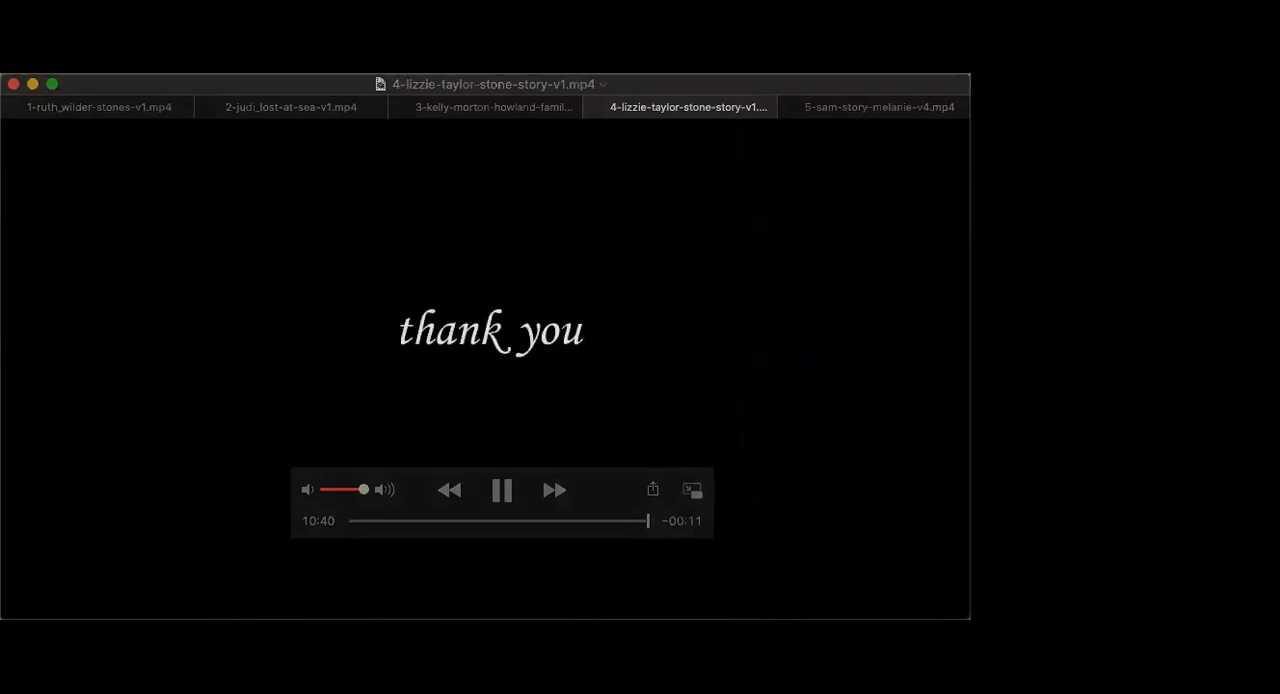 4-lizzie-taylor-stone-story-v1.mp4
1-ruth_wilder-stones-v1.mp4
2-judi_lost-at-sea-v1.mp4
3-kelly-morton-howland-famil...
4-lizzie-taylor-stone-story-v1....
5-sam-story-melanie-v4.mp4
thank you
10:40
-00:11